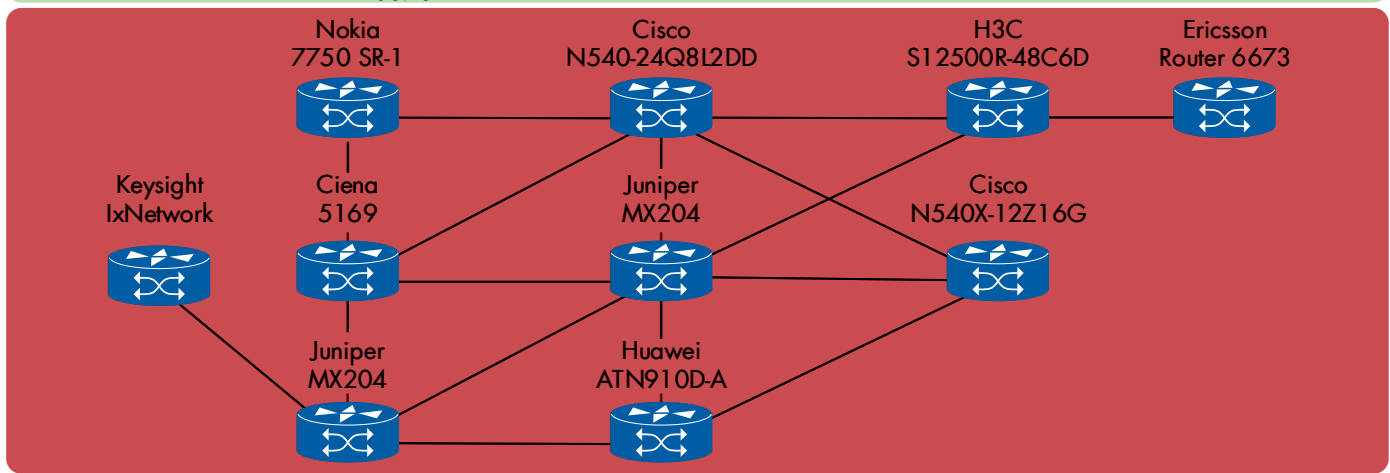 Nokia
7750 SR-1
Cisco
N540-24Q8L2DD
H3C
S12500R-48C6D
Ericsson
Router 6673
Keysight
IxNetwork
Ciena
5169
Juniper
MX204
Cisco
N540X-12Z16G
Juniper
MX204
Huawei
ATN910D-A